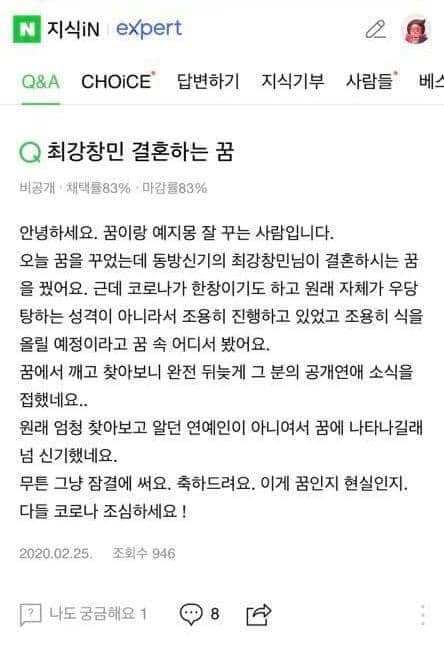 N 지식iN expert
Q&A CHOiCE 답변하기 지식기부 사람들 베스
Q 최강창민 결혼하는 꿈
비공개 · 채택률83% · 마감률83%
안녕하세요. 꿈이랑 예지몽 잘 꾸는 사람입니다.
오늘 꿈을 꾸었는데 동방신기의 최강창민님이 결혼하시는 꿈
을 꿨어요. 근데 코로나가 한창이기도 하고 원래 자체가 우당
탕하는 성격이 아니라서 조용히 진행하고 있었고 조용히 식을
올릴 예정이라고 꿈 속 어디서 봤어요.
꿈에서 깨고 찾아보니 완전 뒤늦게 그 분의 공개연애 소식을
접했네요..
원래 엄청 찾아보고 알던 연예인이 아니여서 꿈에 나타나길래
넘 신기했네요.
무튼 그냥 잠결에 써요. 축하드려요. 이게 꿈인지 현실인지.
다들 코로나 조심하세요 !
2020.02.25. 조회수 946
? 나도 궁금해요 1 8